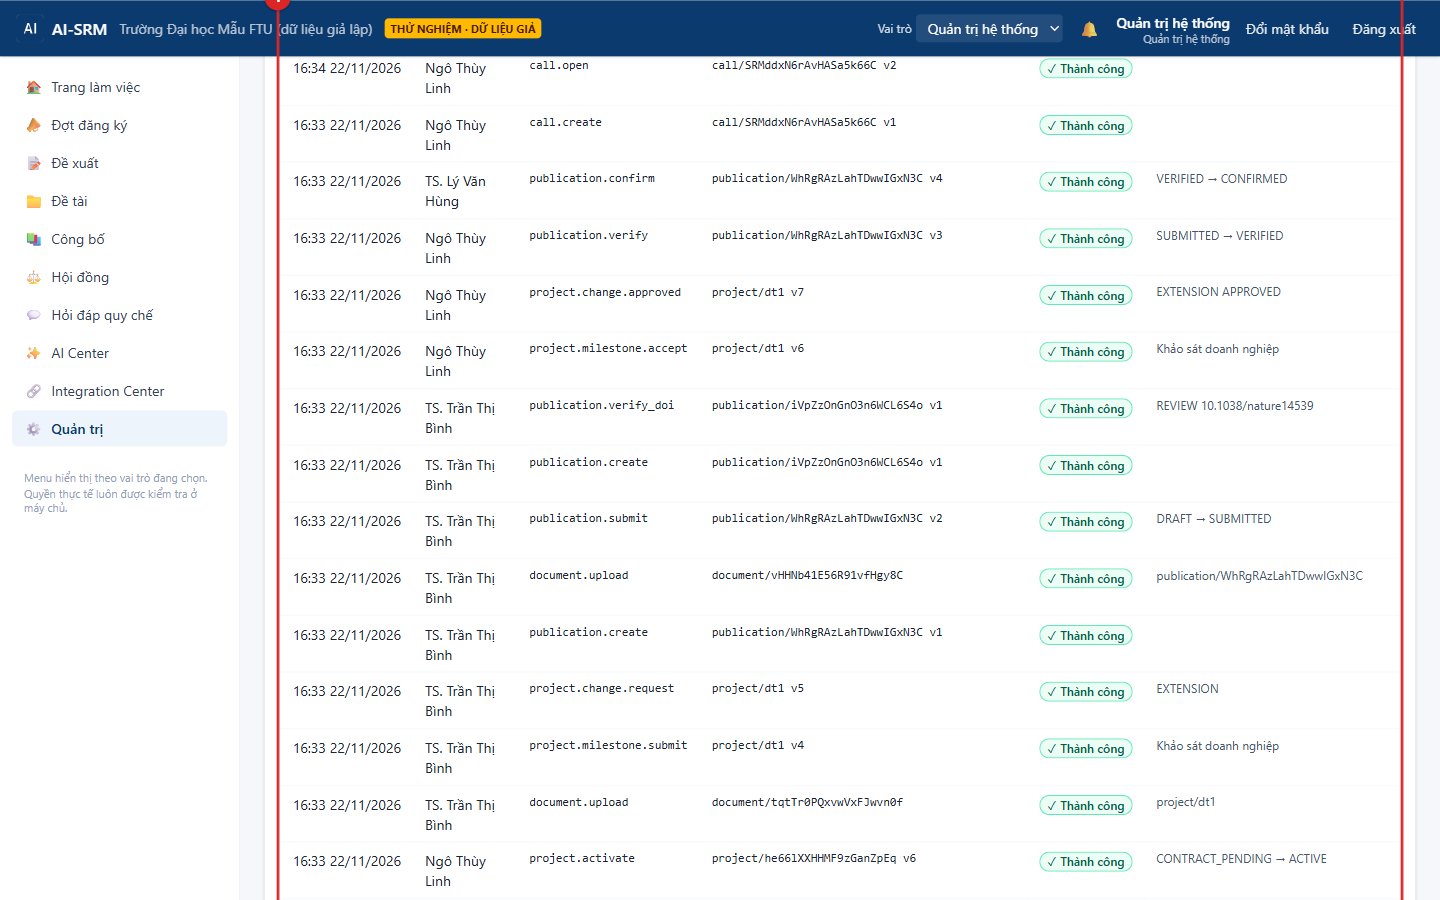 AI AI-SRM Trường Đại học Mẫu FTU (dữ liệu giả lập) THỬ NGHIỆM · DỮ LIỆU GIẢ Vai trò Quản trị hệ thống Quản trị hệ thống Đổi mật khẩu Đăng xuất
Quản trị hệ thống
Trang làm việc
Đợt đăng ký
Đề xuất
Đề tài
Công bố
Hội đồng
Hỏi đáp quy chế
AI Center
Integration Center
Quản trị
Menu hiển thị theo vai trò đang chọn.
Quyền thực tế luôn được kiểm tra ở
máy chủ.
16:34 22/11/2026 Ngô Thùy call.open call/SRMddxN6rAvHASa5k66C v2 ✓ Thành công
Linh
16:33 22/11/2026 Ngô Thùy call.create call/SRMddxN6rAvHASa5k66C v1 ✓ Thành công
Linh
16:33 22/11/2026 TS. Lý Văn publication.confirm publication/WhRgRAzLahTDwwIGxN3C v4 ✓ Thành công VERIFIED → CONFIRMED
Hùng
16:33 22/11/2026 Ngô Thùy publication.verify publication/WhRgRAzLahTDwwIGxN3C v3 ✓ Thành công SUBMITTED → VERIFIED
Linh
16:33 22/11/2026 Ngô Thùy project.change.approved project/dt1 v7 ✓ Thành công EXTENSION APPROVED
Linh
16:33 22/11/2026 Ngô Thùy project.milestone.accept project/dt1 v6 ✓ Thành công Khảo sát doanh nghiệp
Linh
16:33 22/11/2026 TS. Trần Thị publication.verify_doi publication/iVpZzOnGnO3n6WCL6S4o v1 ✓ Thành công REVIEW 10.1038/nature14539
Bình
16:33 22/11/2026 TS. Trần Thị publication.create publication/iVpZzOnGnO3n6WCL6S4o v1 ✓ Thành công
Bình
16:33 22/11/2026 TS. Trần Thị publication.submit publication/WhRgRAzLahTDwwIGxN3C v2 ✓ Thành công DRAFT → SUBMITTED
Bình
16:33 22/11/2026 TS. Trần Thị document.upload document/vHHNb41E56R91vfHgy8C ✓ Thành công publication/WhRgRAzLahTDwwIGxN3C
Bình
16:33 22/11/2026 TS. Trần Thị publication.create publication/WhRgRAzLahTDwwIGxN3C v1 ✓ Thành công
Bình
16:33 22/11/2026 TS. Trần Thị project.change.request project/dt1 v5 ✓ Thành công EXTENSION
Bình
16:33 22/11/2026 TS. Trần Thị project.milestone.submit project/dt1 v4 ✓ Thành công Khảo sát doanh nghiệp
Bình
16:33 22/11/2026 TS. Trần Thị document.upload document/tqtTr0PQxvwVxFJwvn0f ✓ Thành công project/dt1
Bình
16:33 22/11/2026 Ngô Thùy project.activate project/he66lXXHHMF9zGanZpEq v6 ✓ Thành công CONTRACT_PENDING → ACTIVE
Linh